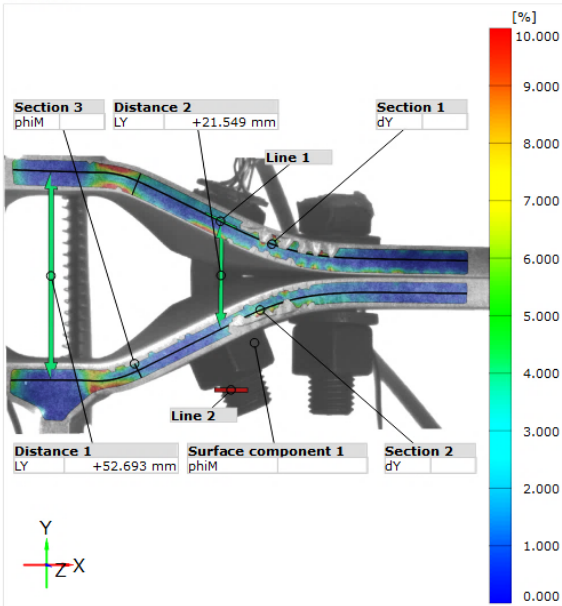 [%]
10.000
9.000
8.000
7.000
6.000
5.000
4.000
3.000
2.000
1.000
0.000
Section 3
phiM
Distance 2
LY +21.549 mm
Section 1
dY
Line 1
Line 2
Distance 1
LY +52.693 mm
Surface component 1
phiM
Section 2
dY
Y
Z X